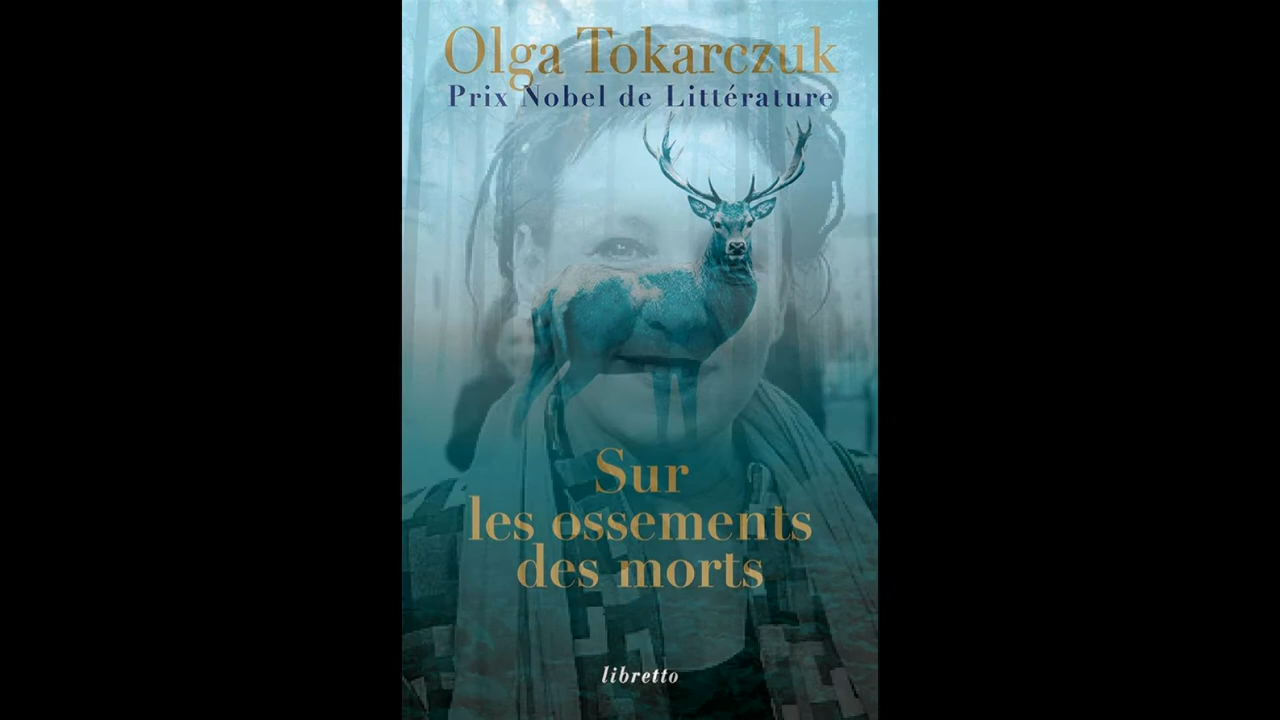 Olga Tokarczuk
Prix Nobel de Littérature
Sur
les ossements
des morts
libretto